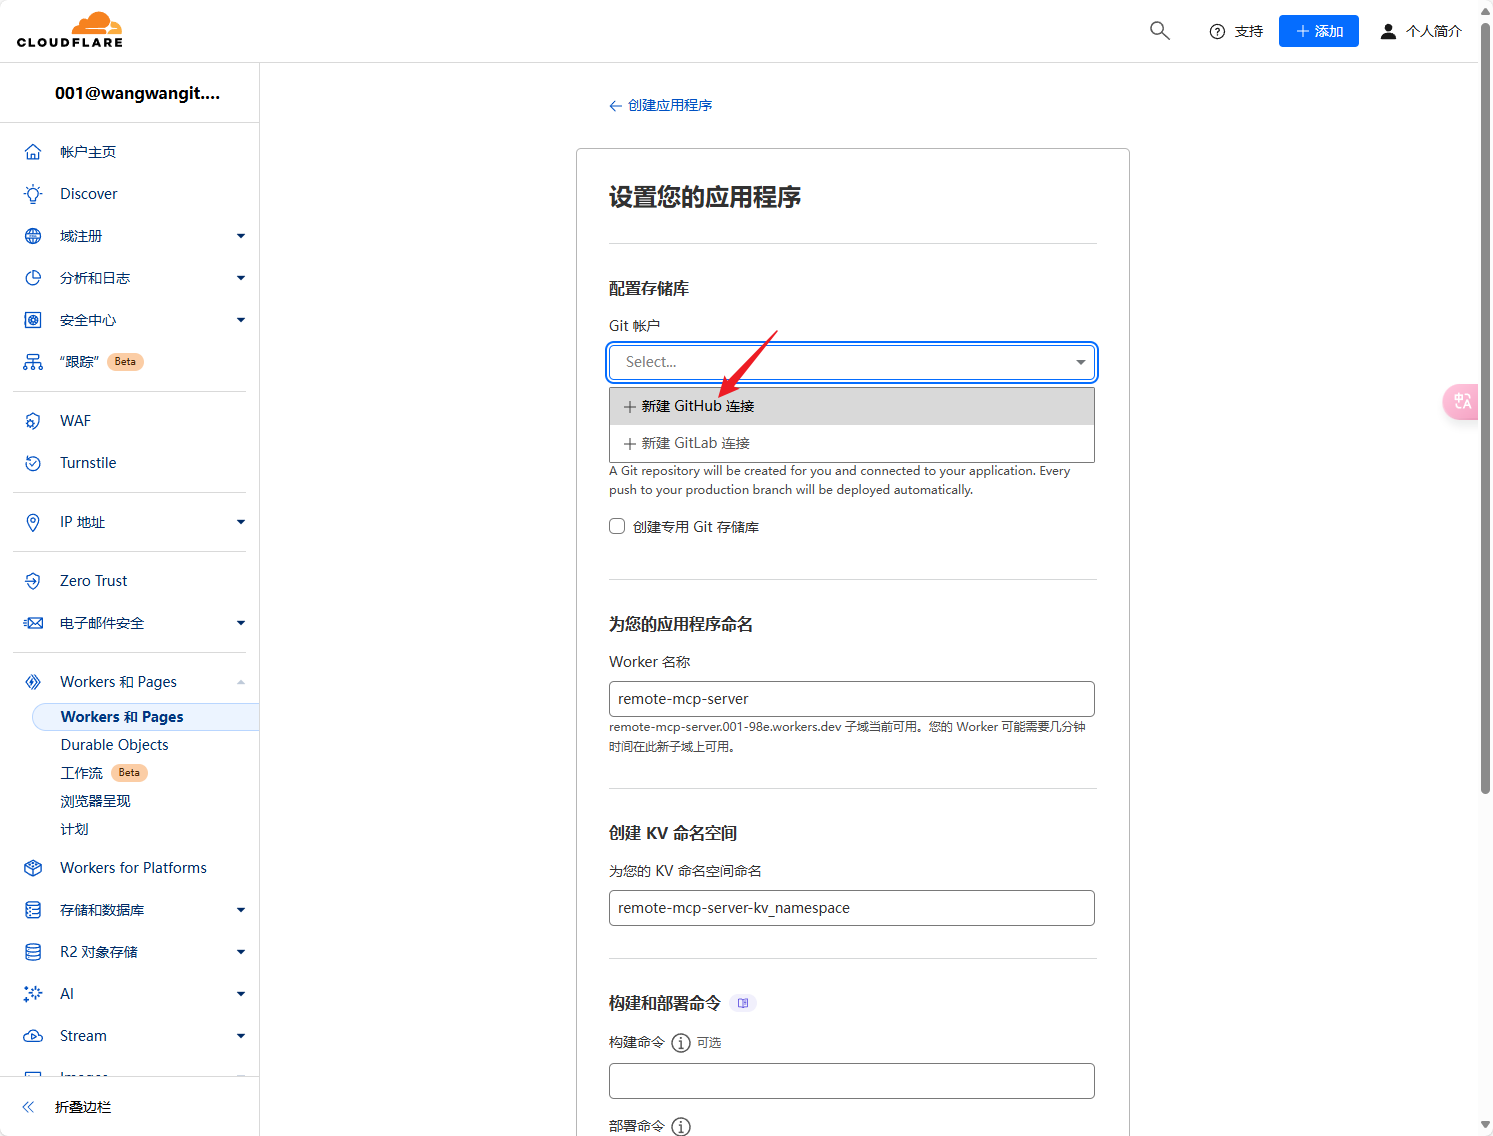 CLOUDFLARE
支持
添加
个人简介
001@wangwangit....
帐户主页
Discover
域注册
分析和日志
安全中心
“跟踪” Beta
WAF
Turnstile
IP 地址
Zero Trust
电子邮件安全
Workers 和 Pages
Workers 和 Pages
Durable Objects
工作流 Beta
浏览器呈现
计划
Workers for Platforms
存储和数据库
R2 对象存储
AI
Stream
折叠边栏
← 创建应用程序
设置您的应用程序
配置存储库
Git 帐户
Select...
+ 新建 GitHub 连接
+ 新建 GitLab 连接
A Git repository will be created for you and connected to your application. Every
push to your production branch will be deployed automatically.
创建专用 Git 存储库
为您的应用程序命名
Worker 名称
remote-mcp-server
remote-mcp-server.001-98e.workers.dev 子域当前可用。您的 Worker 可能需要几分钟
时间在此新子域上可用。
创建 KV 命名空间
为您的 KV 命名空间命名
remote-mcp-server-kv_namespace
构建和部署命令
构建命令 可选
部署命令